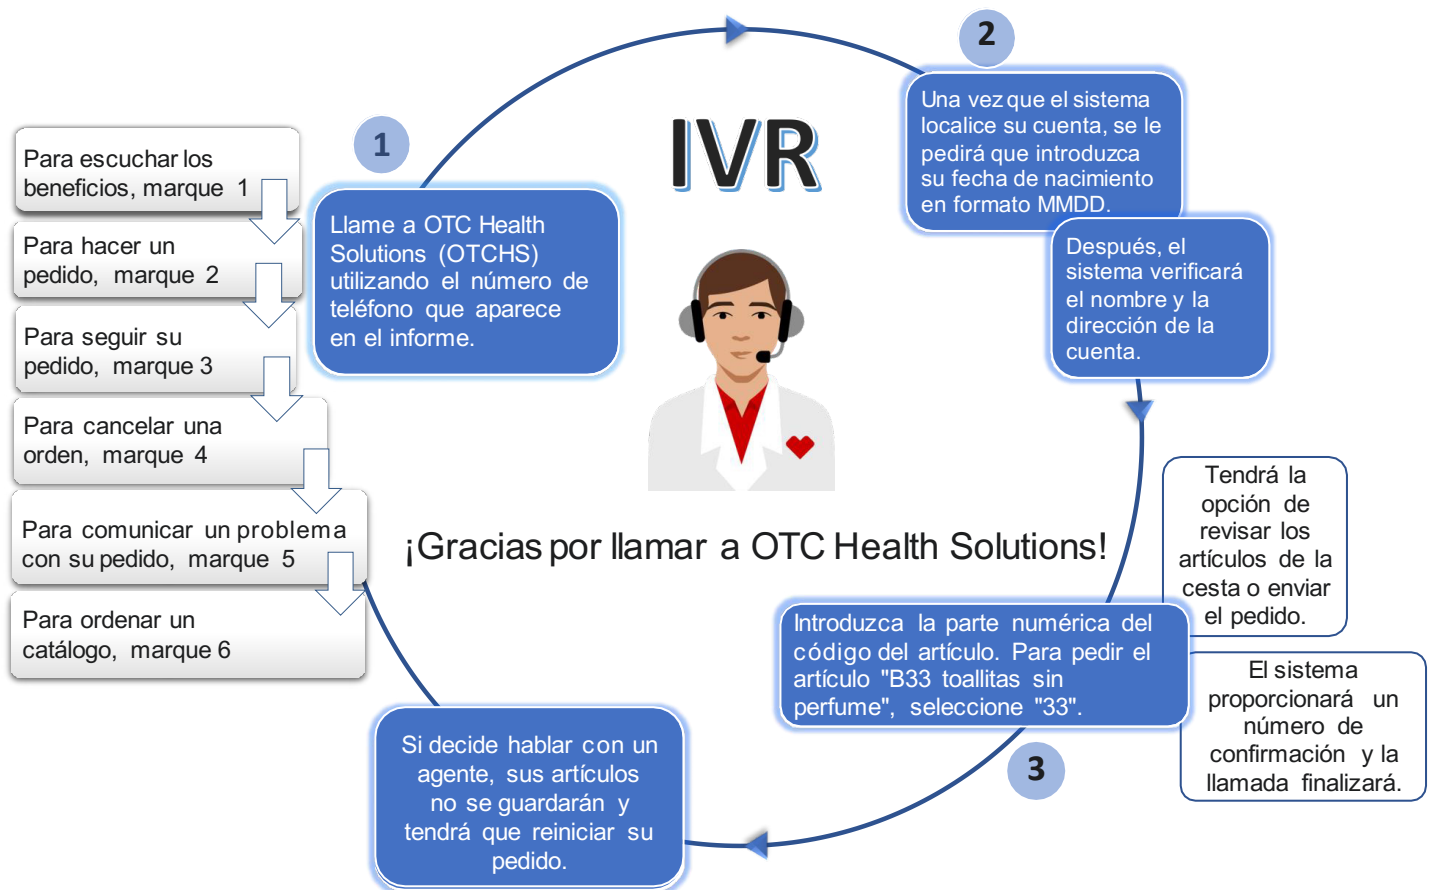 IVR
1
Llame a OTC Health
Solutions (OTCHS)
utilizando el número de
teléfono que aparece
en el informe.
Para escuchar los
beneficios, marque 1
Para hacer un
pedido, marque 2
Para seguir su
pedido, marque 3
Para cancelar una
orden, marque 4
Para comunicar un problema
con su pedido, marque 5
Para ordenar un
catálogo, marque 6
2
Una vez que el sistema
localice su cuenta, se le
pedirá que introduzca
su fecha de nacimiento
en formato MMDD.
Después, el
sistema verificará
el nombre y la
dirección de la
cuenta.
¡Gracias por llamar a OTC Health Solutions!
3
Introduzca la parte numérica del
código del artículo. Para pedir el
artículo "B33 toallitas sin
perfume", seleccione "33".
Tendrá la
opción de
revisar los
artículos de la
cesta o enviar
el pedido.
El sistema
proporcionará un
número de
confirmación y la
llamada finalizará.
Si decide hablar con un
agente, sus artículos
no se guardarán y
tendrá que reiniciar su
pedido.